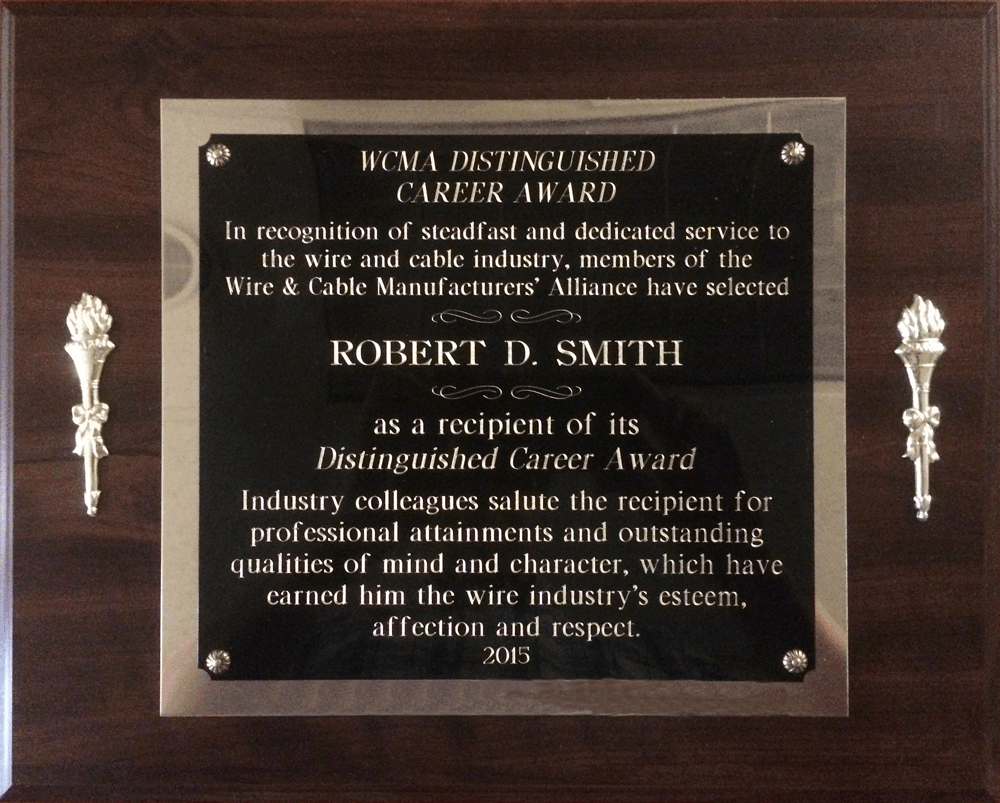 WCMA DISTINGUISHED
CAREER AWARD
In recognition of steadfast and dedicated service to
the wire and cable industry, members of the
Wire & Cable Manufacturers' Alliance have selected
ROBERT D. SMITH
as a recipient of its
Distinguished Career Award
Industry colleagues salute the recipient for
professional attainments and outstanding
qualities of mind and character, which have
earned him the wire industry's esteem,
affection and respect.
2015